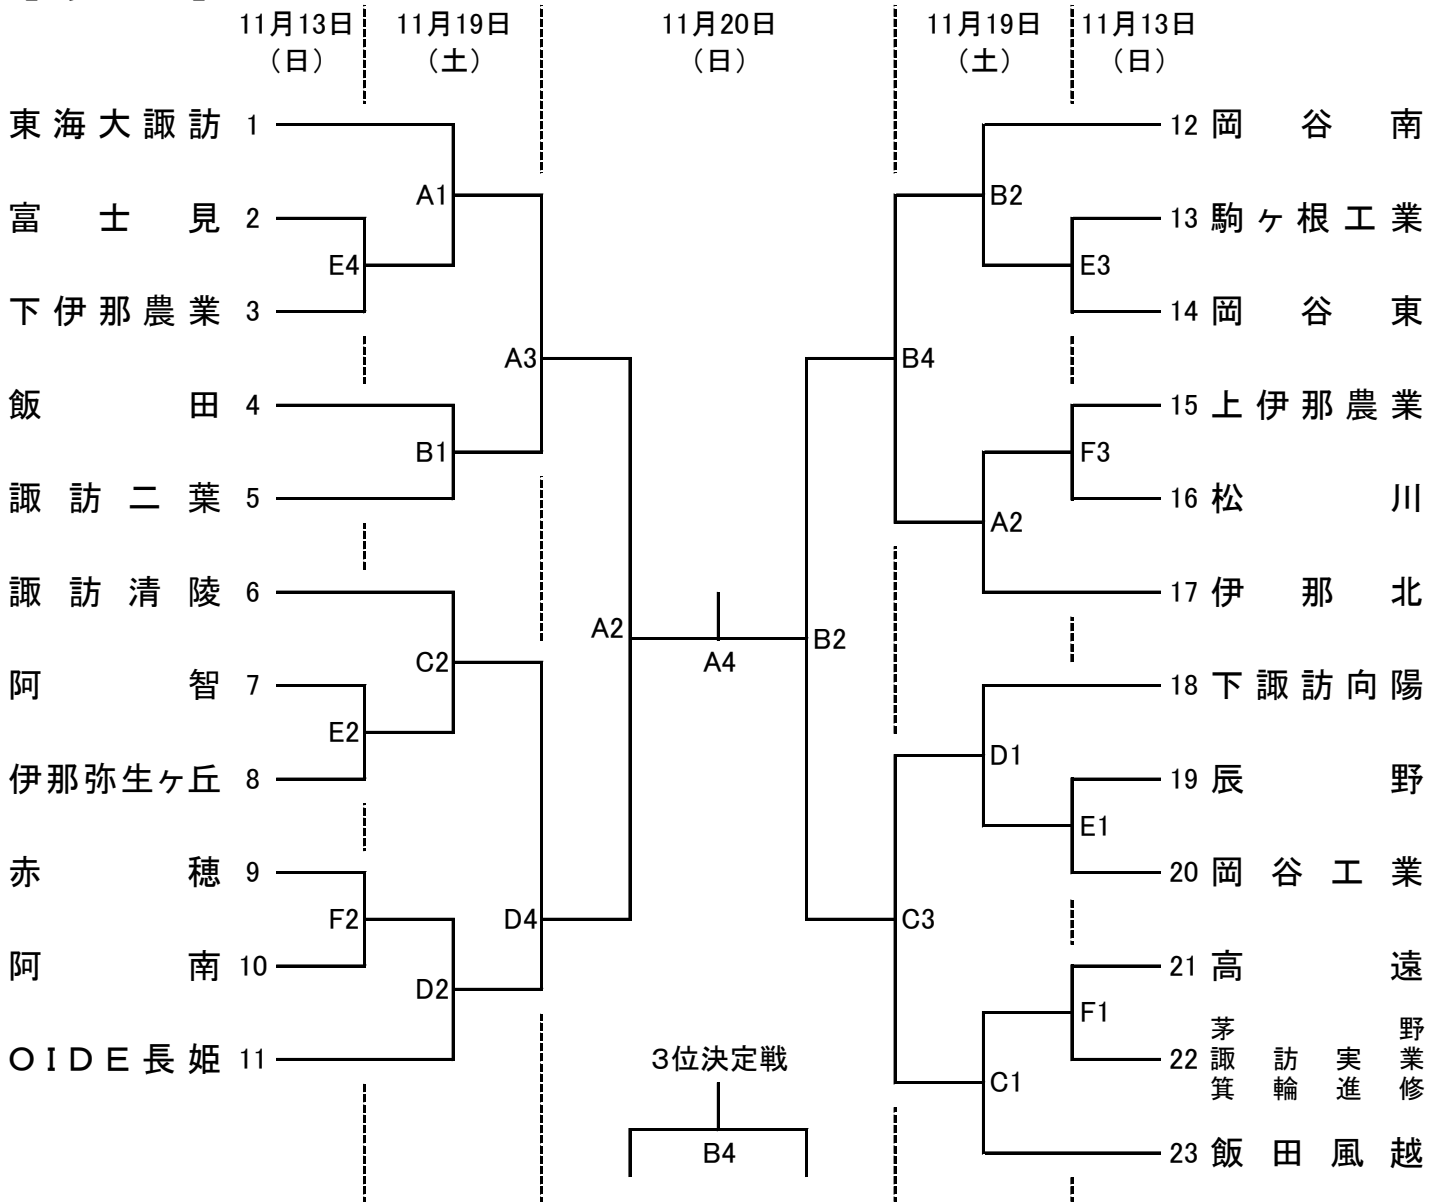 11月13日 11月19日 11月20日 11月19日 11月13日
（日） （土） （日） （土） （日）
東海大諏訪 1
富士見 2
下伊那農業 3
飯田 4
諏訪二葉 5
諏訪清陵 6
阿智 7
伊那弥生ヶ丘 8
赤穂 9
阿南 10
OIDE長姫 11
A1
E4
A3
B1
C2
E2
F2
D4
D2
A2
A4
B2
3位決定戦
B4
B2
E3
B4
F3
A2
D1
E1
C3
F1
C1
12 岡谷南
13 駒ヶ根工業
14 岡谷東
15 上伊那農業
16 松川
17 伊那北
18 下諏訪向陽
19 辰野
20 岡谷工業
21 高遠
茅野
22 諏訪実業
箕輪進修
23 飯田風越